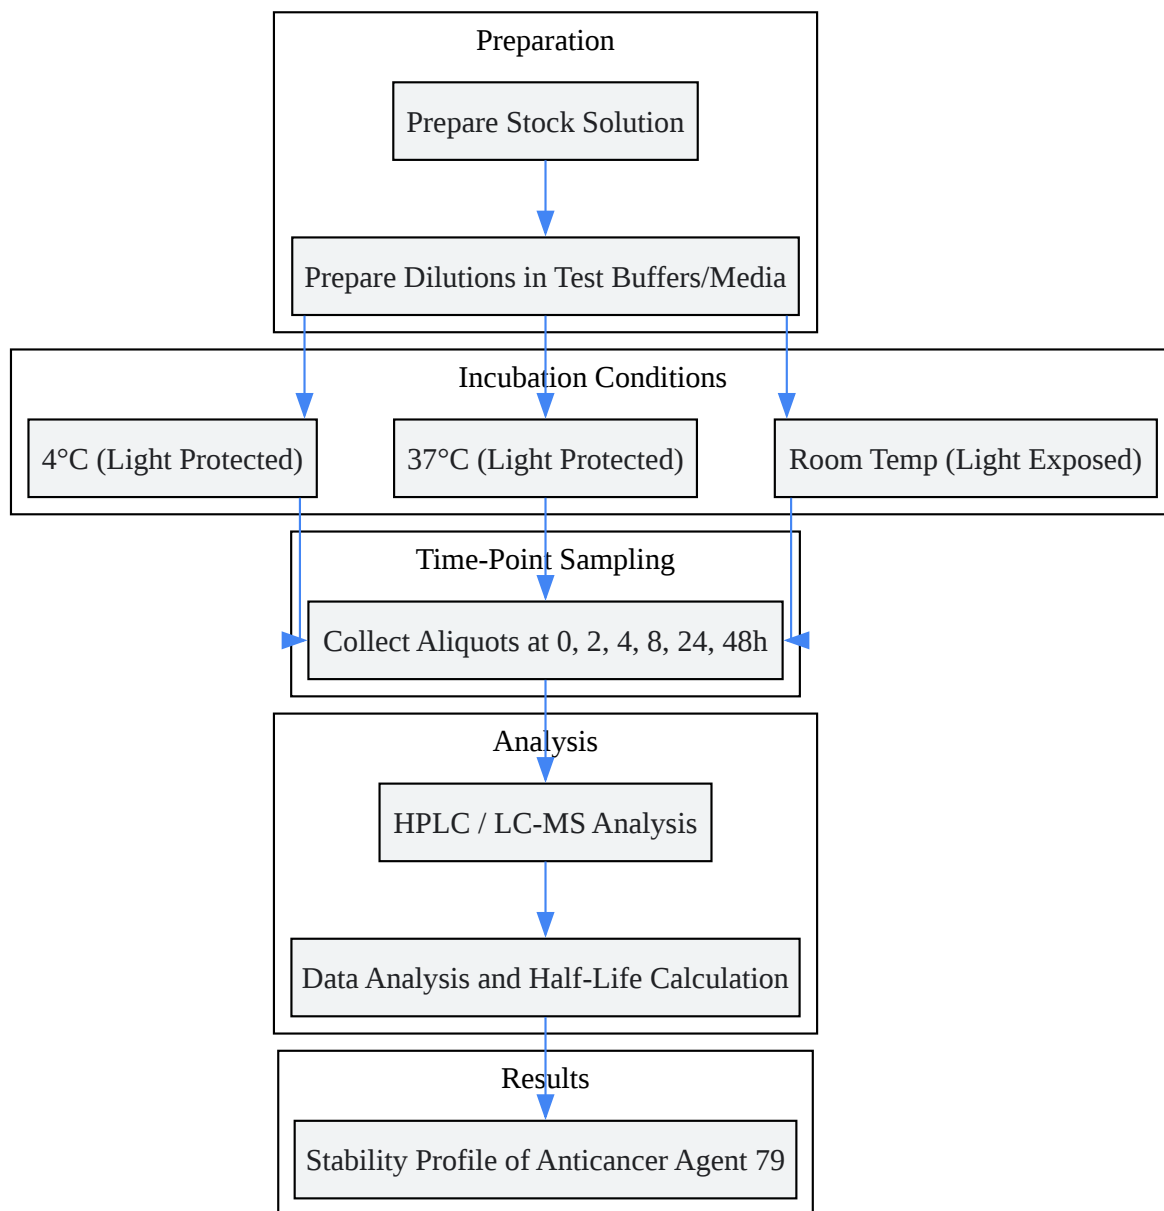 Preparation
Prepare Stock Solution
Prepare Dilutions in Test Buffers/Media
Incubation Conditions
4°C (Light Protected)
37°C (Light Protected)
Room Temp (Light Exposed)
Time-Point Sampling
Collect Aliquots at 0, 2, 4, 8, 24, 48h
Analysis
HPLC / LC-MS Analysis
Data Analysis and Half-Life Calculation
Results
Stability Profile of Anticancer Agent 79